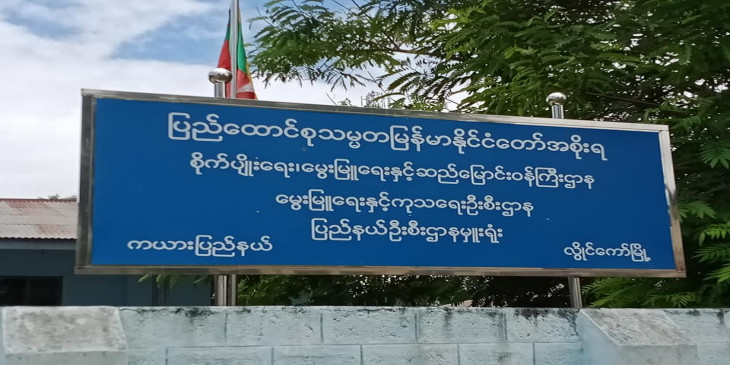 ပြည်ထောင်စုသမ္မတမြန်မာနိုင်ငံတော်အစိုးရ
စိုက်ပျိုးရေး၊မွေးမြူရေးနှင့်ဆည်မြောင်းဝန်ကြီးဌာန
မွေးမြူရေးနှင့်ကုသရေးဦးစီးဌာန
ပြည်နယ်ဦးစီးဌာနမှူးရုံး
ကယားပြည်နယ် လွိုင်ကော်မြို့